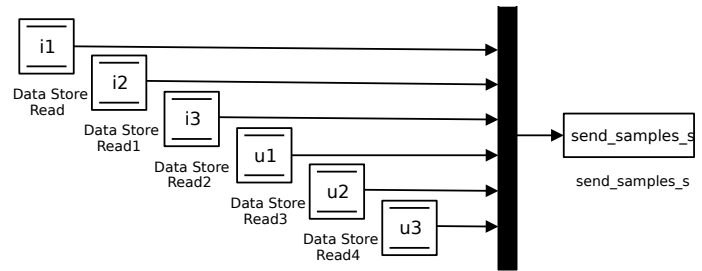 i1
Data Store
Read
i2
Data Store
Read1
i3
Data Store
Read2
u1
Data Store
Read3
u2
Data Store
Read4
u3
send_samples_s
send_samples_s